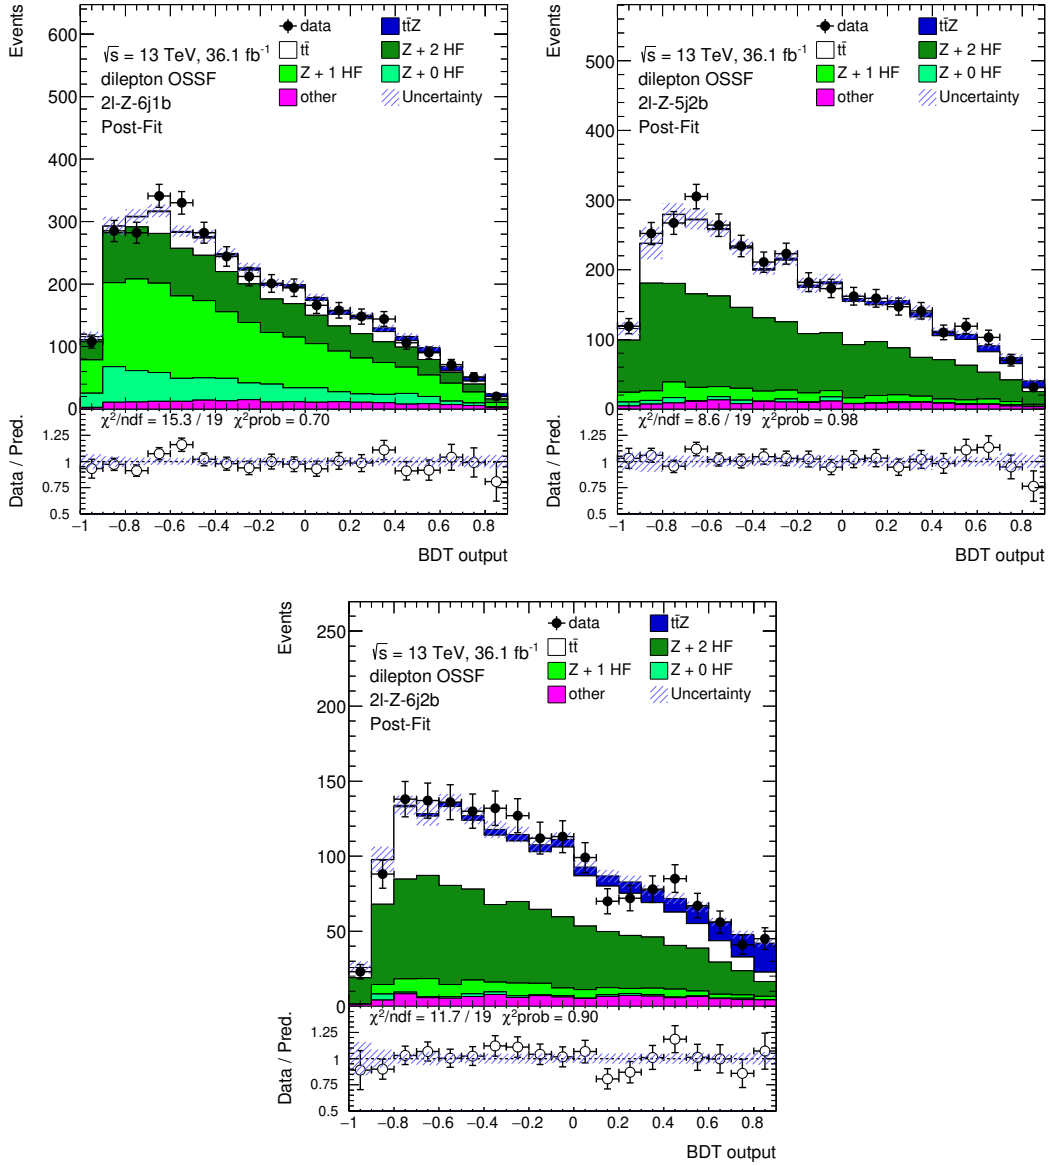 Events
600
500
400
300
200
100
0
√s = 13 TeV, 36.1 fb⁻¹
dilepton OSSF
2l-Z-6j1b
Post-Fit
data
tt̄Z
tt̄
Z + 2 HF
Z + 1 HF
Z + 0 HF
other
Uncertainty
χ²/ndf = 15.3 / 19 χ²prob = 0.70
Data / Pred.
1.25
1
0.75
0.5
−1 −0.8 −0.6 −0.4 −0.2 0 0.2 0.4 0.6 0.8
BDT output
Events
500
400
300
200
100
0
√s = 13 TeV, 36.1 fb⁻¹
dilepton OSSF
2l-Z-5j2b
Post-Fit
data
tt̄Z
tt̄
Z + 2 HF
Z + 1 HF
Z + 0 HF
other
Uncertainty
χ²/ndf = 8.6 / 19 χ²prob = 0.98
Data / Pred.
1.25
1
0.75
0.5
−1 −0.8 −0.6 −0.4 −0.2 0 0.2 0.4 0.6 0.8
BDT output
Events
250
200
150
100
50
0
√s = 13 TeV, 36.1 fb⁻¹
dilepton OSSF
2l-Z-6j2b
Post-Fit
data
tt̄Z
tt̄
Z + 2 HF
Z + 1 HF
Z + 0 HF
other
Uncertainty
χ²/ndf = 11.7 / 19 χ²prob = 0.90
Data / Pred.
1.25
1
0.75
0.5
−1 −0.8 −0.6 −0.4 −0.2 0 0.2 0.4 0.6 0.8
BDT output